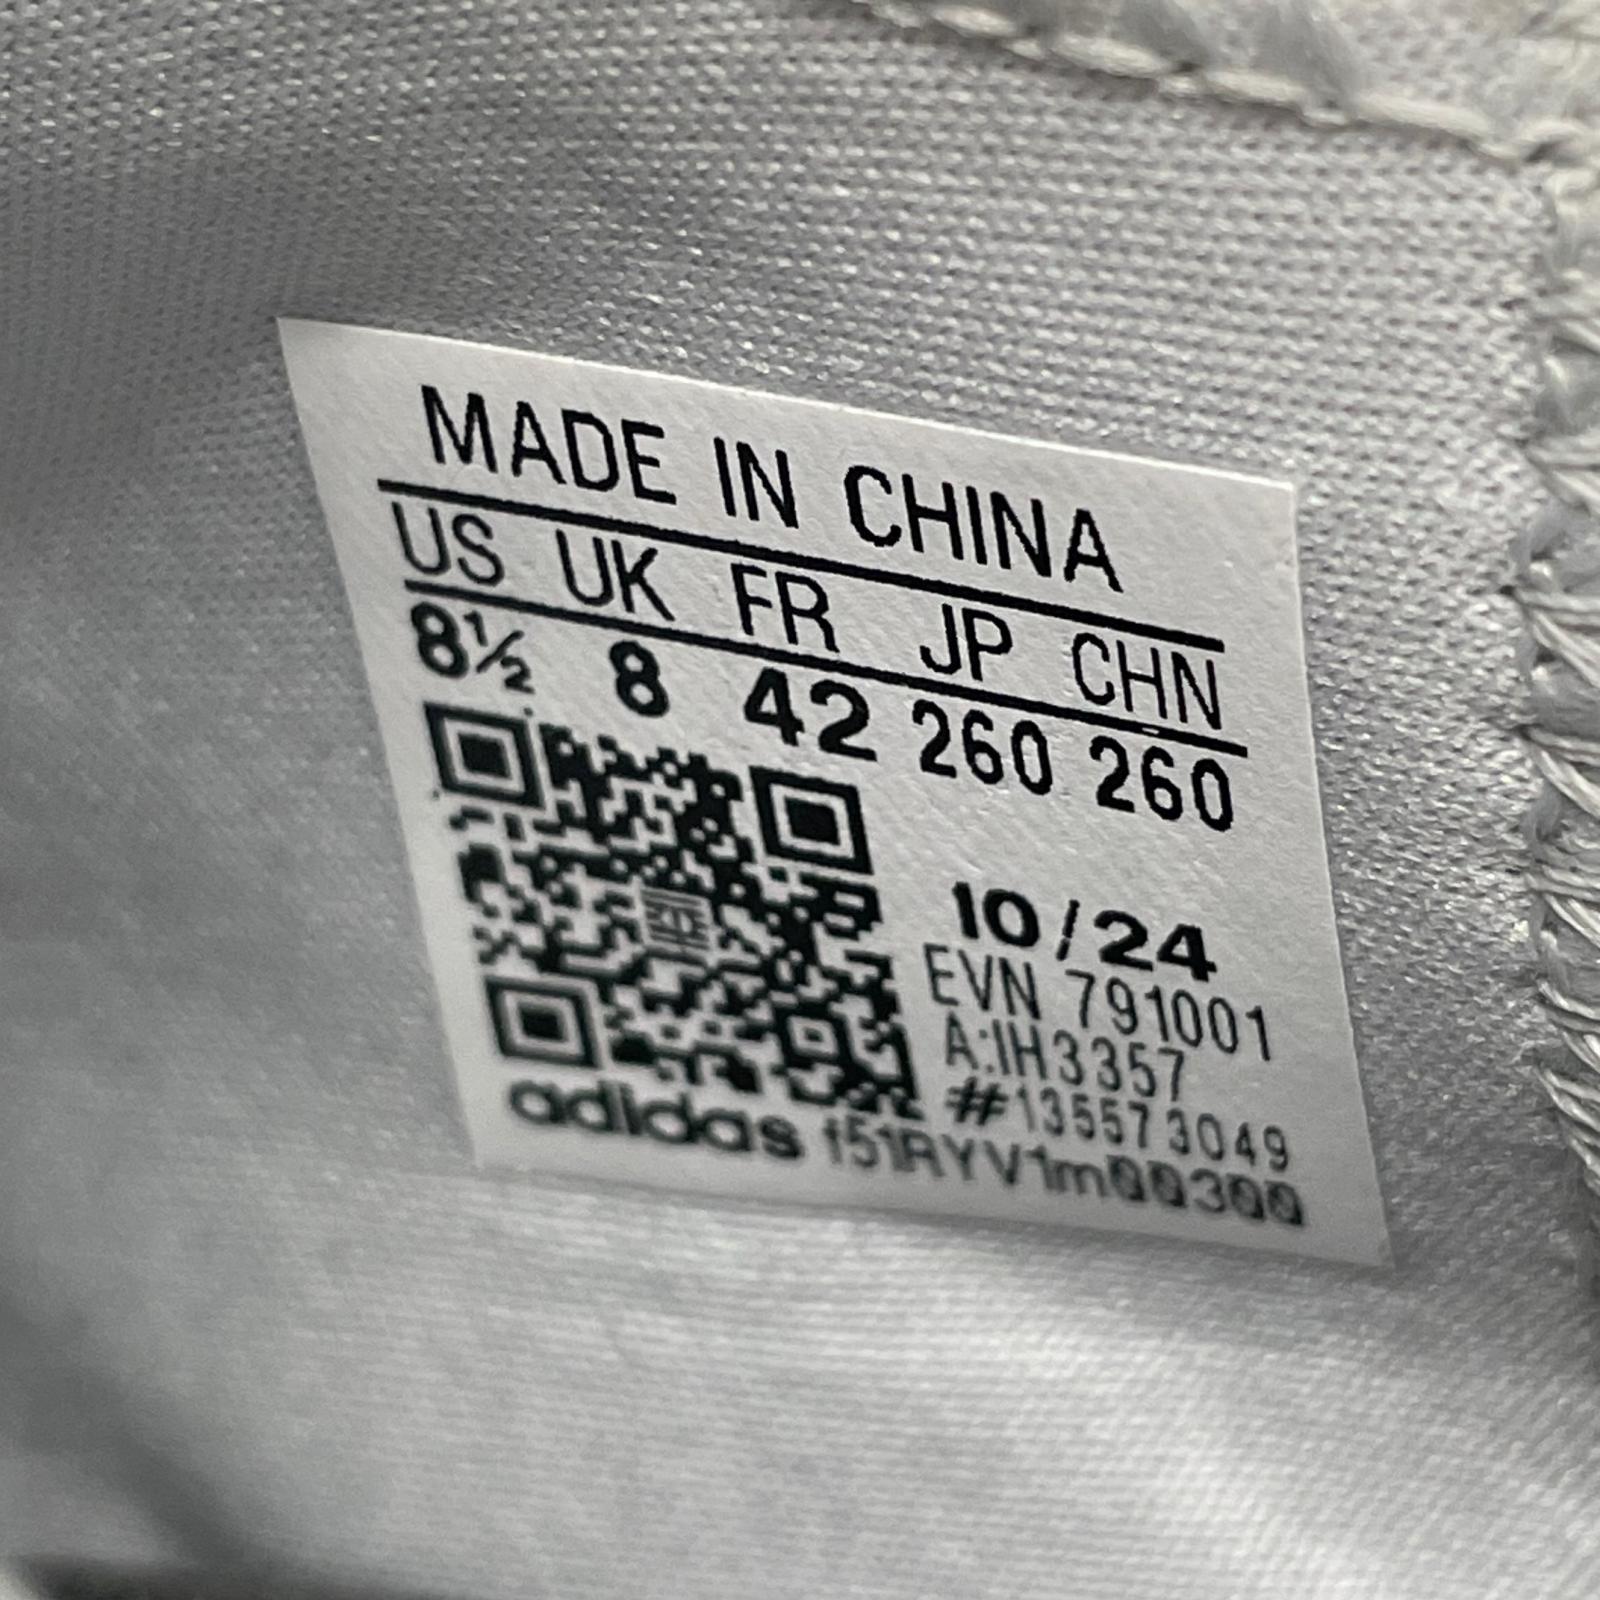 MADE IN CHINA
US UK FR JP CHN
8½ 8 42 260 260
10/24
EVN 791001
A:IH3357
#135573049
adidas f51RYV1m00300